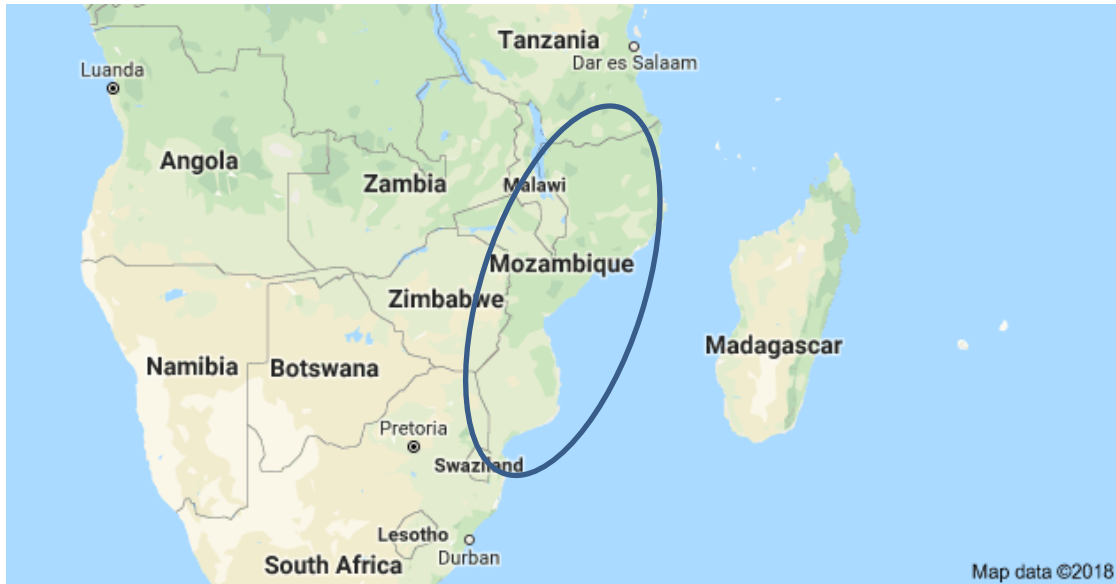 Tanzania
Dar es Salaam
Luanda
Angola
Zambia
Malawi
Mozambique
Zimbabwe
Madagascar
Namibia
Botswana
Pretoria
Swaziland
Lesotho
Durban
South Africa
Map data ©2018